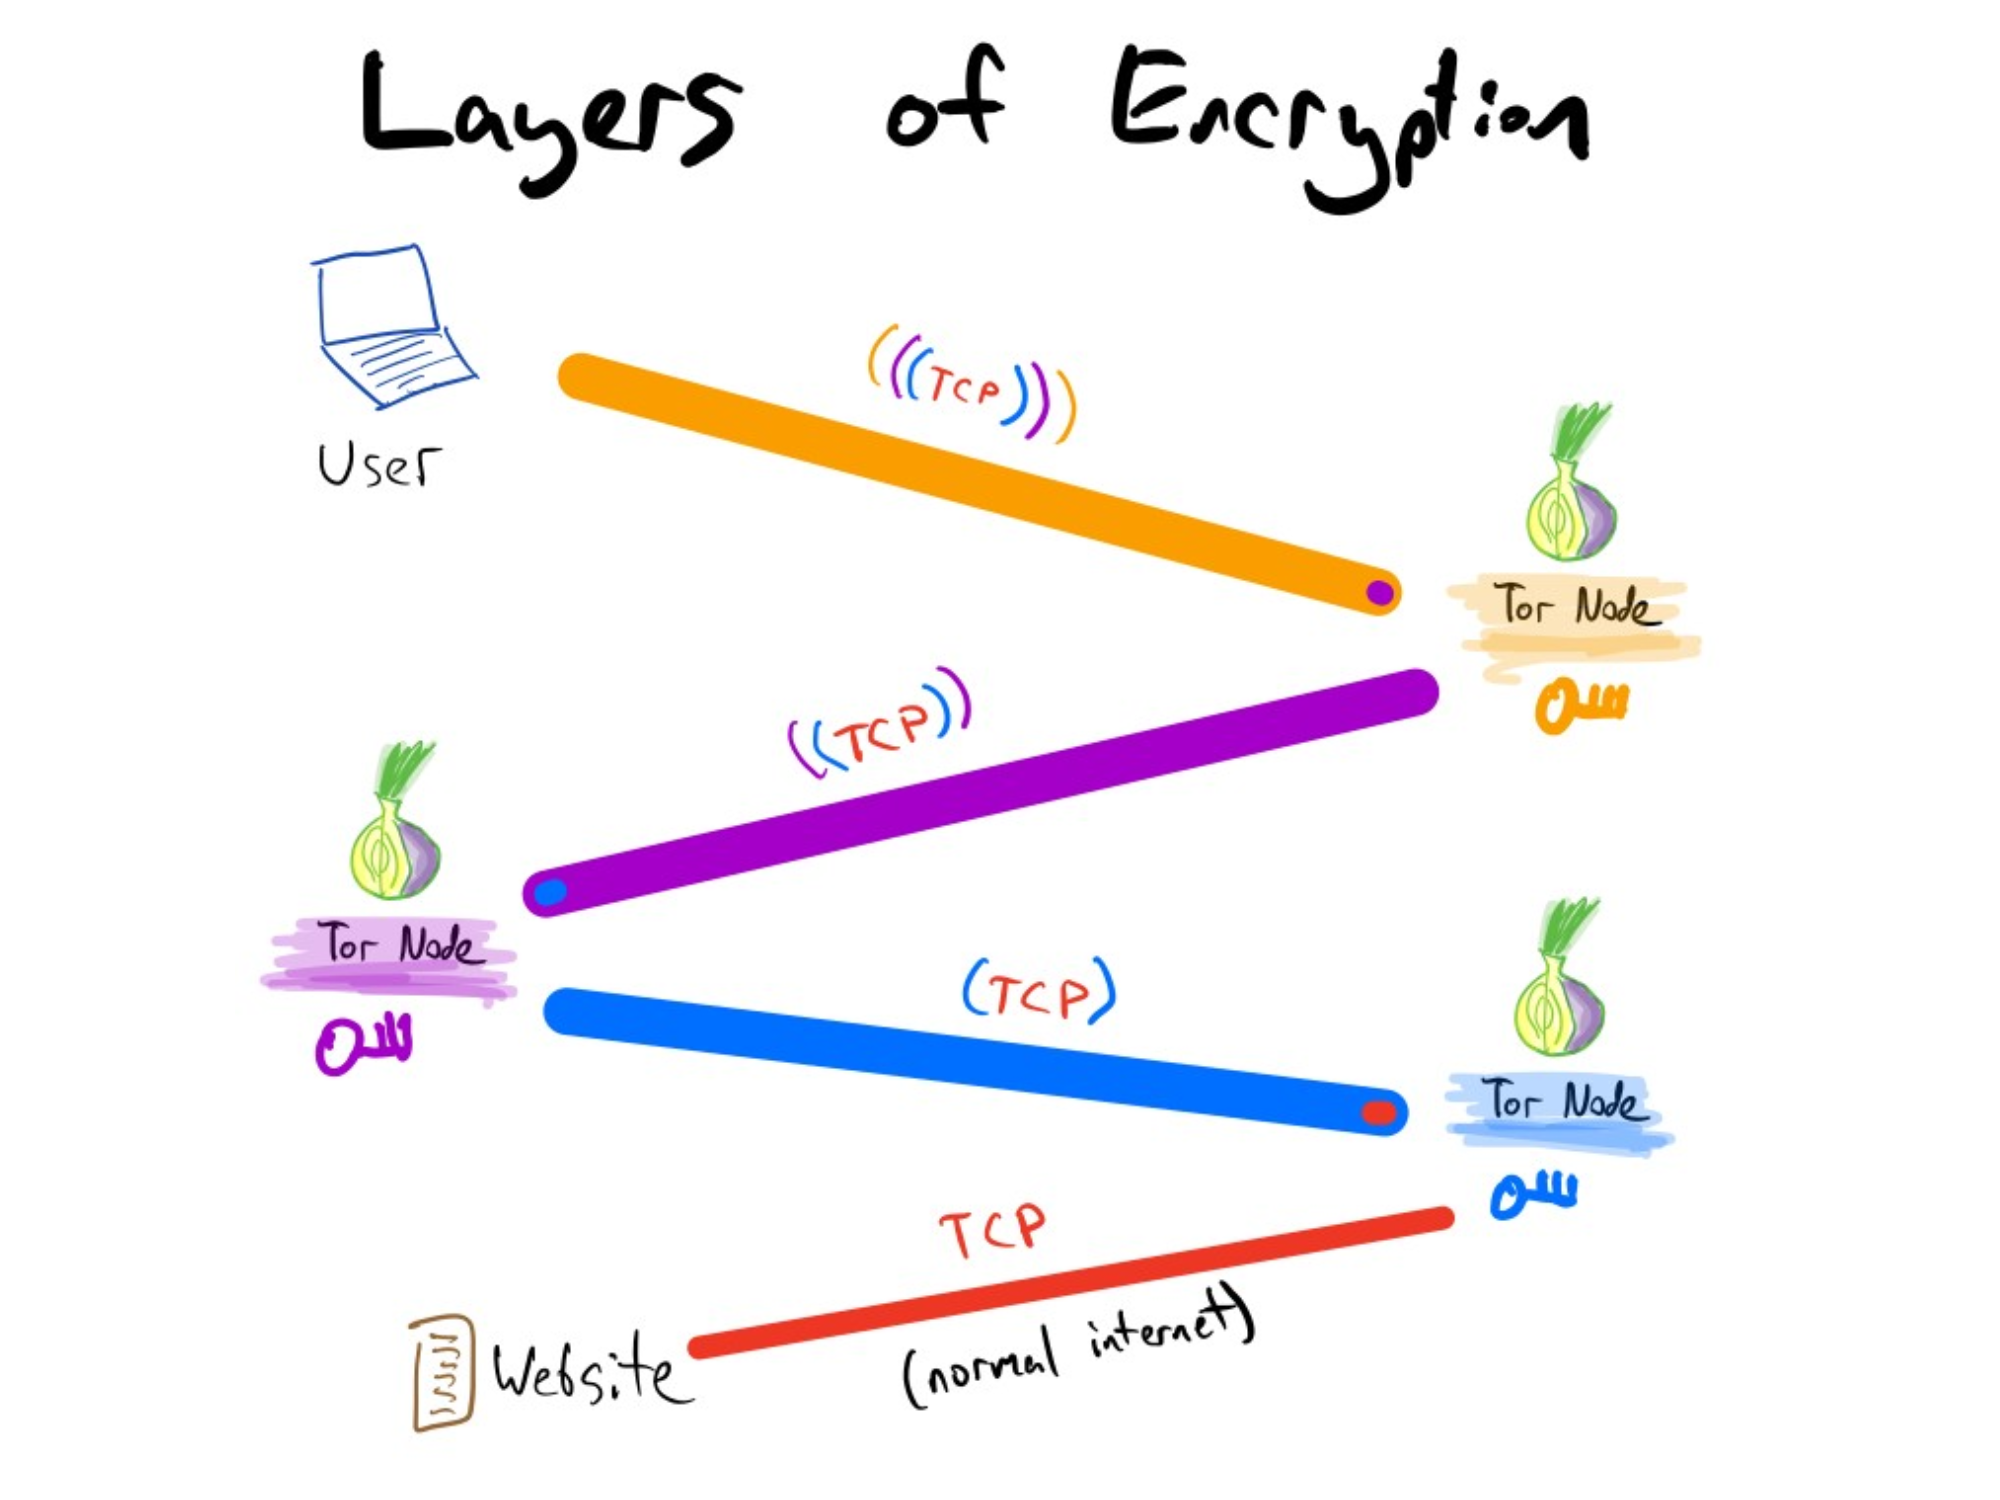 Layers of Encryption
(((TCP)))
User
Tor Node
((TCP))
Tor Node
(TCP)
Tor Node
TCP
(normal internet)
Website